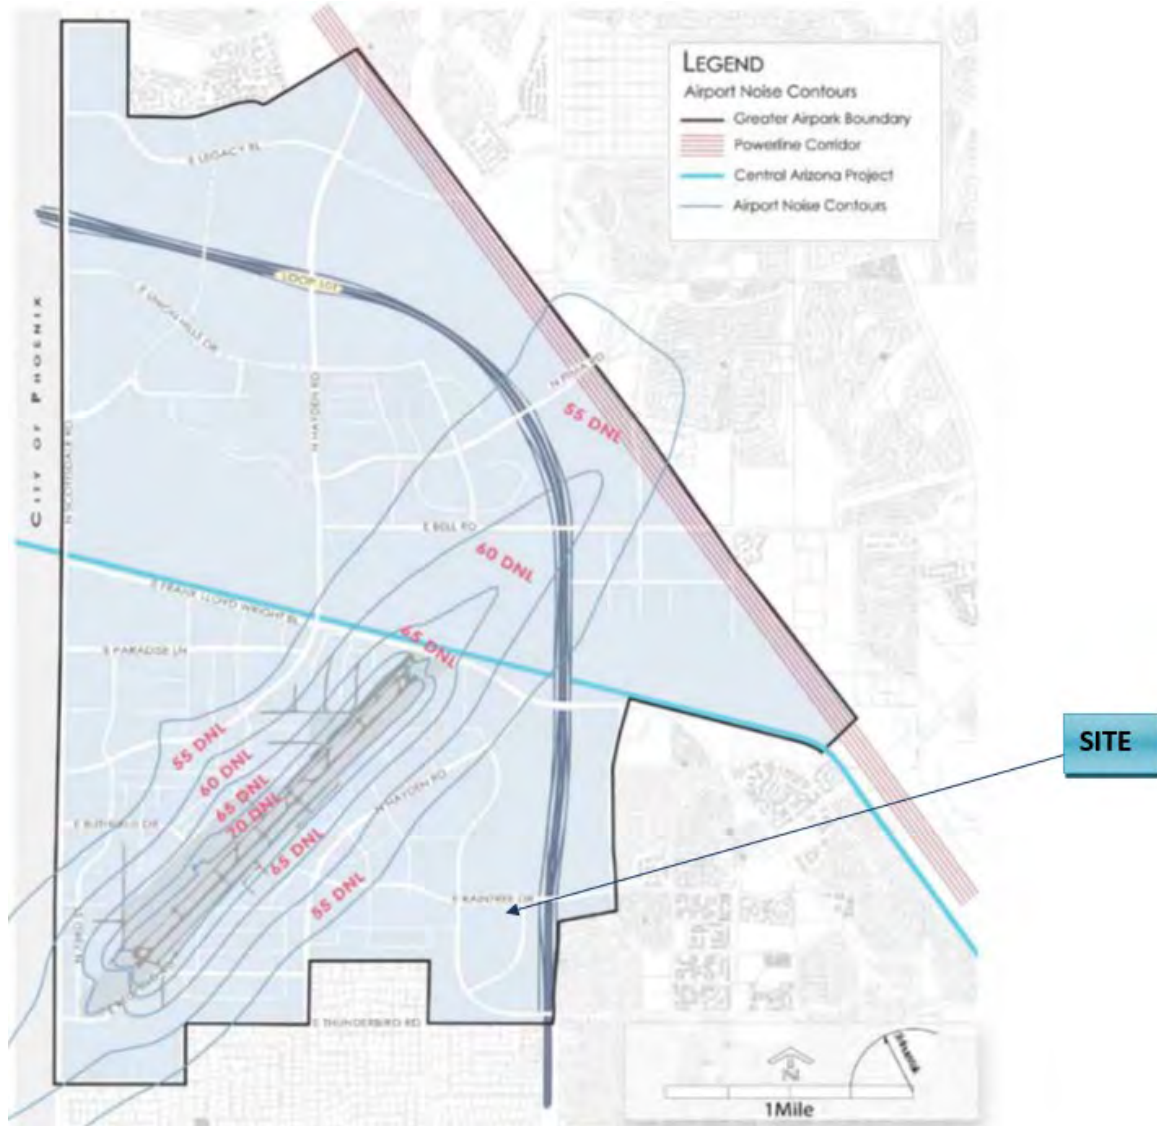 LEGEND
Airport Noise Contours
Greater Airpark Boundary
Powerline Corridor
Central Arizona Project
Airport Noise Contours
E LEGACY BL
LOOP 101
E UNION HILLS DR
N HAYDEN RD
N PIMA RD
55 DNL
CITY OF PHOENIX
N SCOTTSDALE RD
E BELL RD
60 DNL
E FRANK LLOYD WRIGHT BL
65 DNL
E PARADISE LN
SITE
55 DNL
60 DNL
65 DNL
70 DNL
N HAYDEN RD
E BUTHERUS DR
65 DNL
55 DNL
E RAINTREE DR
E THUNDERBIRD RD
N
1Mile